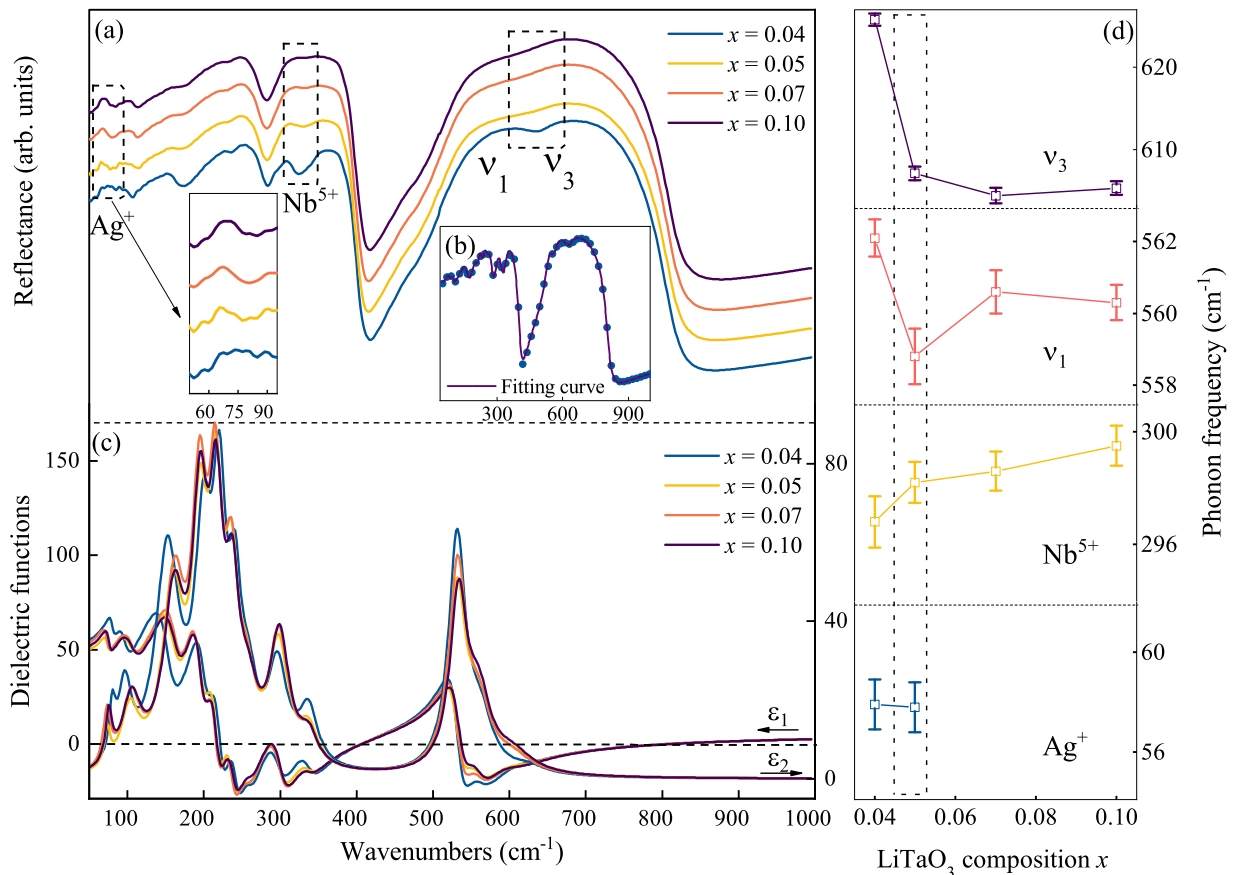 (a)
x = 0.04
x = 0.05
x = 0.07
x = 0.10
Reflectance (arb. units)
Ag⁺
Nb⁵⁺
ν₁
ν₃
60 75 90
(b)
Fitting curve
300 600 900
(c)
x = 0.04
x = 0.05
x = 0.07
x = 0.10
Dielectric functions
150
100
50
0
80
40
0
ε₁
ε₂
100 200 300 400 500 600 700 800 900 1000
Wavenumbers (cm⁻¹)
(d)
ν₃
ν₁
Nb⁵⁺
Ag⁺
620
610
562
560
558
300
296
60
56
Phonon frequency (cm⁻¹)
0.04 0.06 0.08 0.10
LiTaO₃ composition x